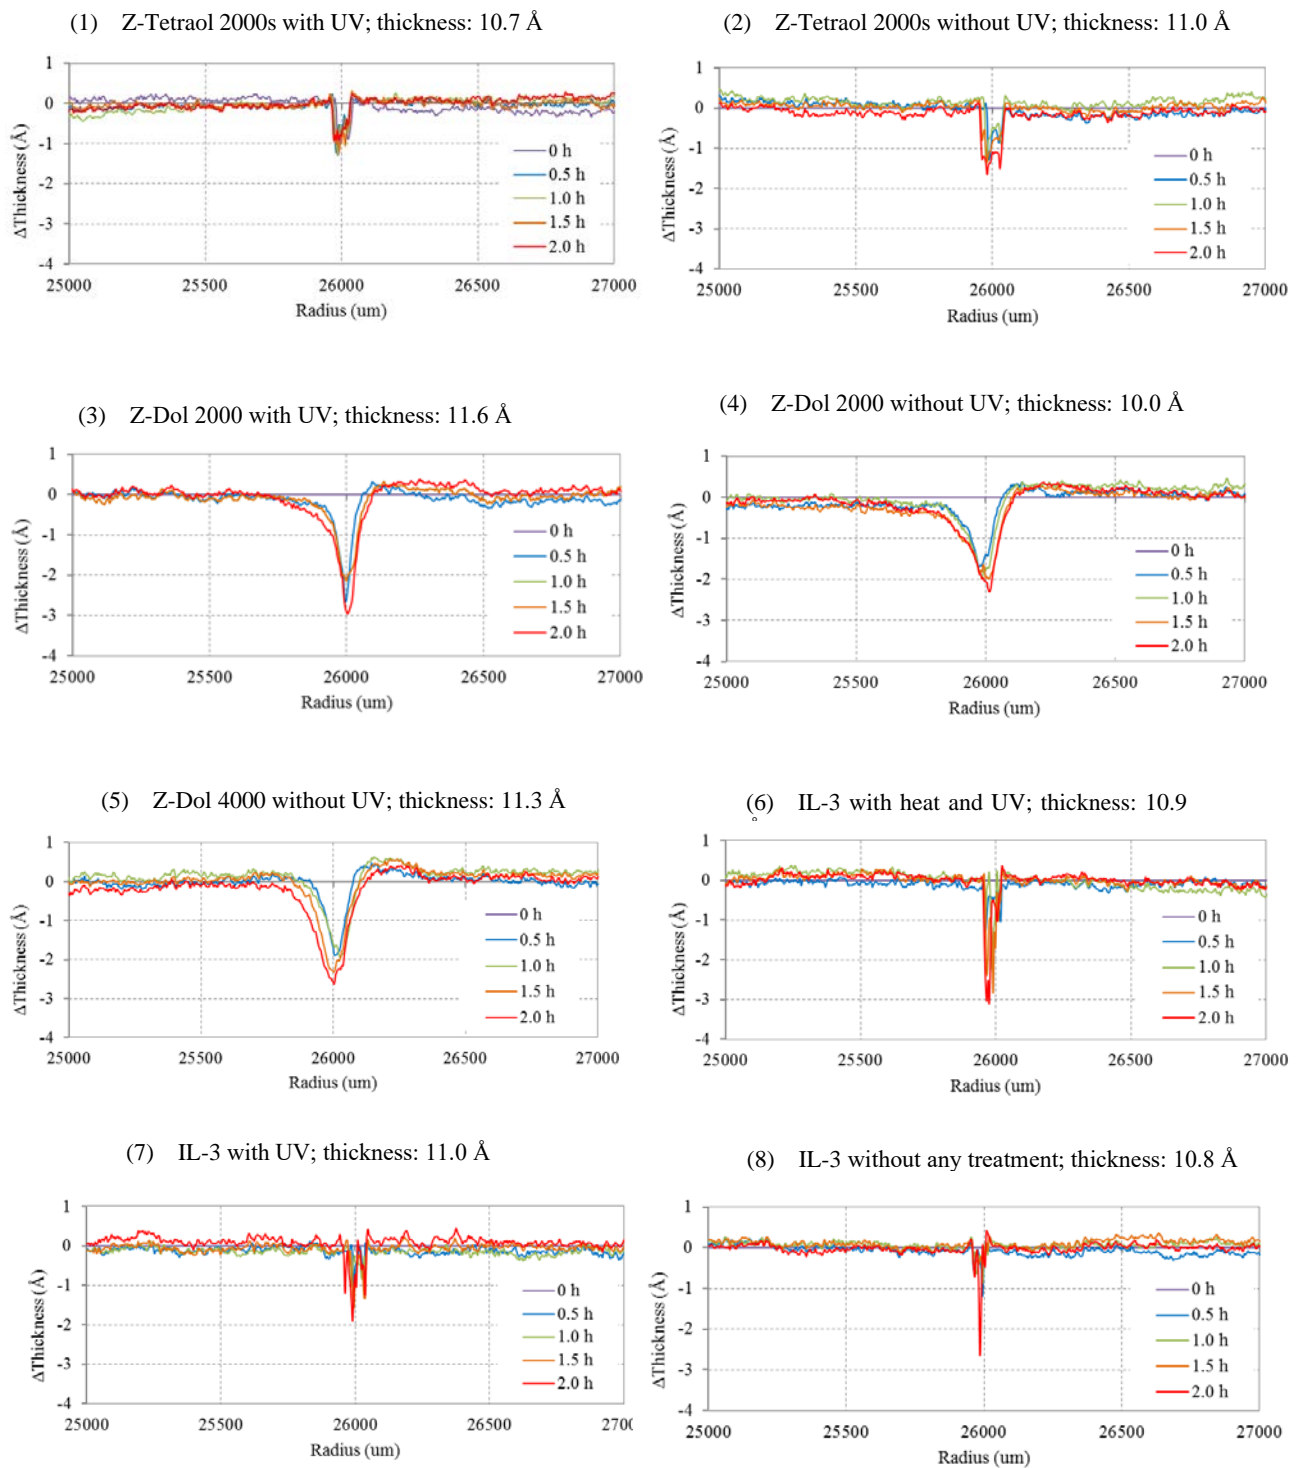 (1) Z-Tetraol 2000s with UV; thickness: 10.7 Å
1
0
-1
-2
-3
-4
ΔThickness (Å)
0 h
0.5 h
1.0 h
1.5 h
2.0 h
25000 25500 26000 26500 27000
Radius (um)
(2) Z-Tetraol 2000s without UV; thickness: 11.0 Å
1
0
-1
-2
-3
-4
ΔThickness (Å)
0 h
0.5 h
1.0 h
1.5 h
2.0 h
25000 25500 26000 26500 27000
Radius (um)
(3) Z-Dol 2000 with UV; thickness: 11.6 Å
1
0
-1
-2
-3
-4
ΔThickness (Å)
0 h
0.5 h
1.0 h
1.5 h
2.0 h
25000 25500 26000 26500 27000
Radius (um)
(4) Z-Dol 2000 without UV; thickness: 10.0 Å
1
0
-1
-2
-3
-4
ΔThickness (Å)
0 h
0.5 h
1.0 h
1.5 h
2.0 h
25000 25500 26000 26500 27000
Radius (um)
(5) Z-Dol 4000 without UV; thickness: 11.3 Å
1
0
-1
-2
-3
-4
ΔThickness (Å)
0 h
0.5 h
1.0 h
1.5 h
2.0 h
25000 25500 26000 26500 27000
Radius (um)
(6) IL-3 with heat and UV; thickness: 10.9
1
0
-1
-2
-3
-4
ΔThickness (Å)
0 h
0.5 h
1.0 h
1.5 h
2.0 h
25000 25500 26000 26500 27000
Radius (um)
(7) IL-3 with UV; thickness: 11.0 Å
1
0
-1
-2
-3
-4
ΔThickness (Å)
0 h
0.5 h
1.0 h
1.5 h
2.0 h
25000 25500 26000 26500 2700
Radius (um)
(8) IL-3 without any treatment; thickness: 10.8 Å
1
0
-1
-2
-3
-4
ΔThickness (Å)
0 h
0.5 h
1.0 h
1.5 h
2.0 h
25000 25500 26000 26500 27000
Radius (um)